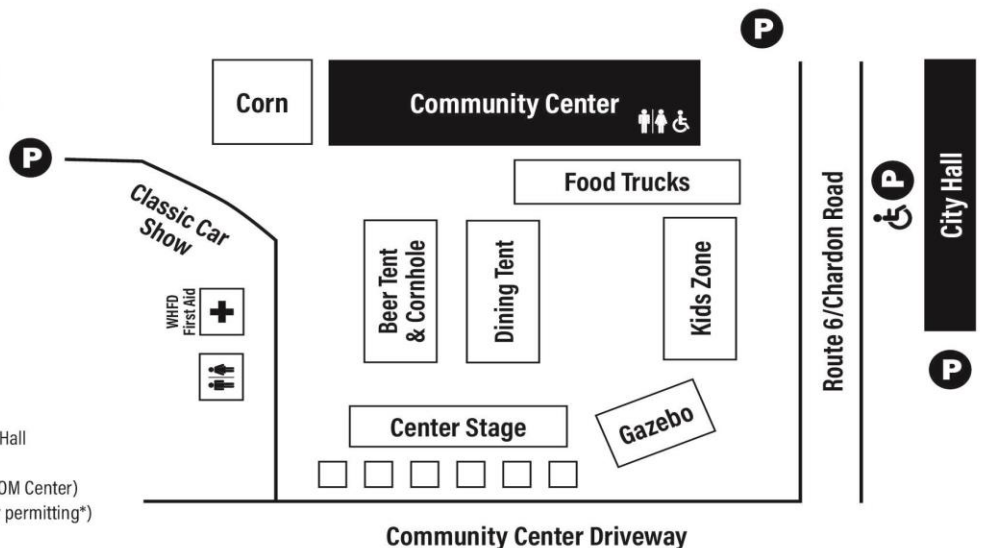 P
Corn
Community Center
P
Food Trucks
P
City Hall
Classic Car
Show
Route 6/Chardon Road
Beer Tent
& Cornhole
Dining Tent
Kids Zone
WHFD
First Aid
P
Center Stage
Gazebo
Hall
OM Center)
permitting*)
Community Center Driveway